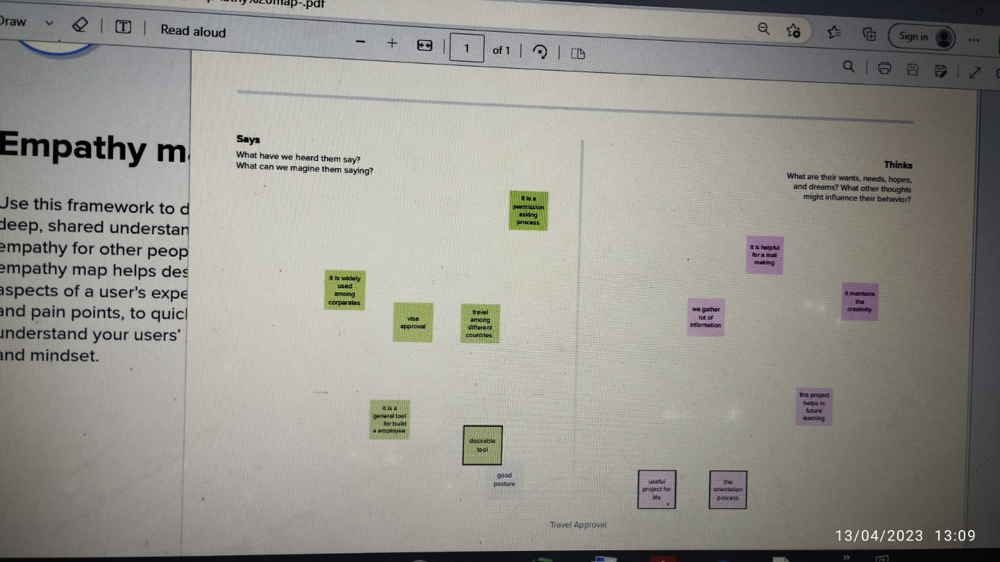 map-.pdf
Draw
Read aloud
1
of 1
Sign in
Empathy m
Use this framework to d
deep, shared understan
empathy for other peop
empathy map helps des
aspects of a user's expe
and pain points, to quicl
understand your users'
and mindset.
Says
What have we heard them say?
What can we magine them saying?
It is a
permission
asking
process
it is widely
used
among
corparates
visa
approval
travel
among
different
countries
it is a
general tool
for build
a employee
desirable
tool
good
posture
Thinks
What are their wants, needs, hopes,
and dreams? What other thoughts
might influence their behavior?
it is helpful
for a mail
making
we gather
lot of
information
it maintains
the
creativity
this project
helps in
future
learning
useful
project for
life
the
orientation
process
Travel Approval
13/04/2023 13:09